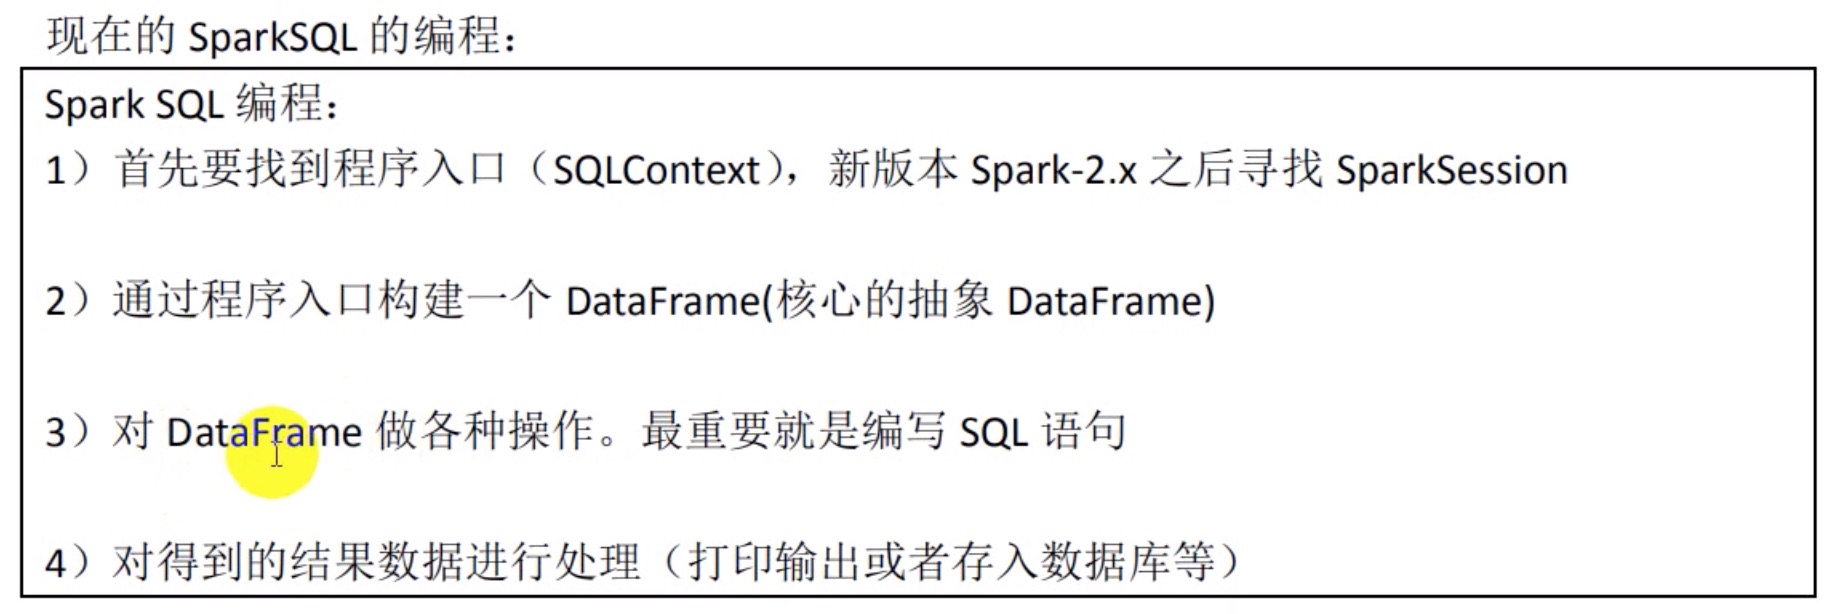 现在的 SparkSQL 的编程：
Spark SQL 编程：
1）首先要找到程序入口（SQLContext），新版本 Spark-2.x 之后寻找 SparkSession
2）通过程序入口构建一个 DataFrame(核心的抽象 DataFrame)
3）对 DataFrame 做各种操作。最重要就是编写 SQL 语句
4）对得到的结果数据进行处理（打印输出或者存入数据库等）